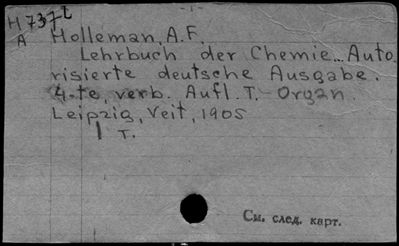 H 737t
A
Holleman, A.F.
Lehrbuch der Chemie... Auto
risierte deutsche Ausgabe.
4-te, verb. Aufl. T.- Organ.
Leipzig, Veit, 1905
1 T.
См. след. карт.